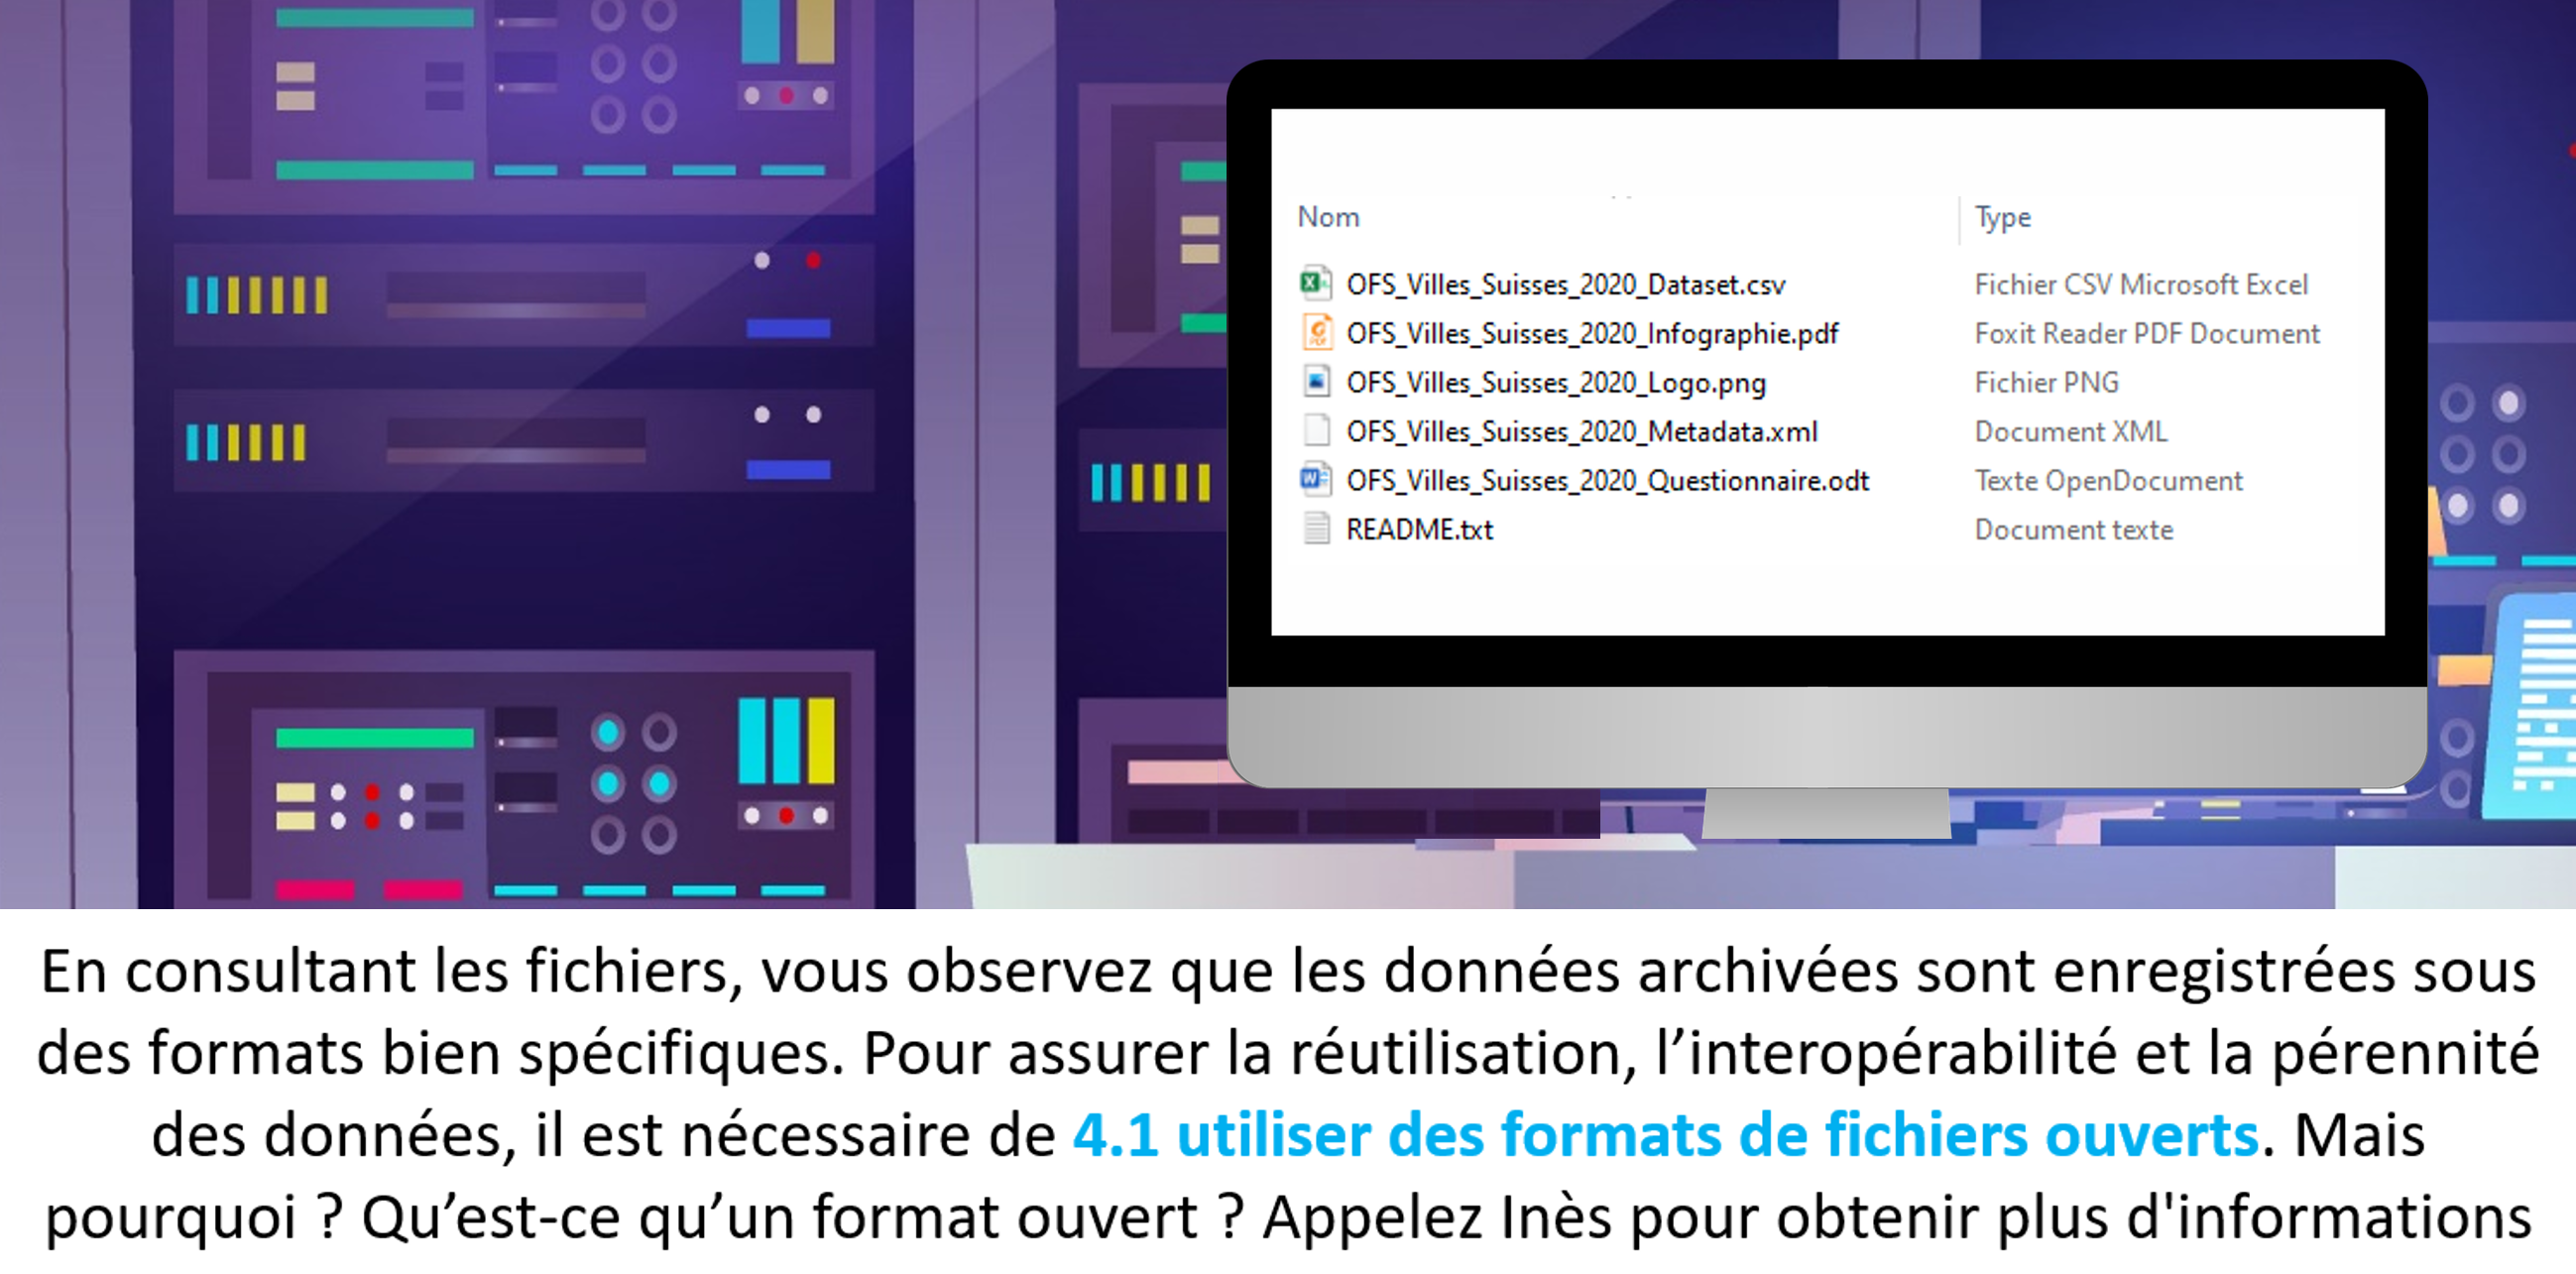 Nom Type
OFS_Villes_Suisses_2020_Dataset.csv Fichier CSV Microsoft Excel
OFS_Villes_Suisses_2020_Infographie.pdf Foxit Reader PDF Document
OFS_Villes_Suisses_2020_Logo.png Fichier PNG
OFS_Villes_Suisses_2020_Metadata.xml Document XML
OFS_Villes_Suisses_2020_Questionnaire.odt Texte OpenDocument
README.txt Document texte
En consultant les fichiers, vous observez que les données archivées sont enregistrées sous
des formats bien spécifiques. Pour assurer la réutilisation, l’interopérabilité et la pérennité
des données, il est nécessaire de 4.1 utiliser des formats de fichiers ouverts. Mais
pourquoi ? Qu’est-ce qu’un format ouvert ? Appelez Inès pour obtenir plus d'informations